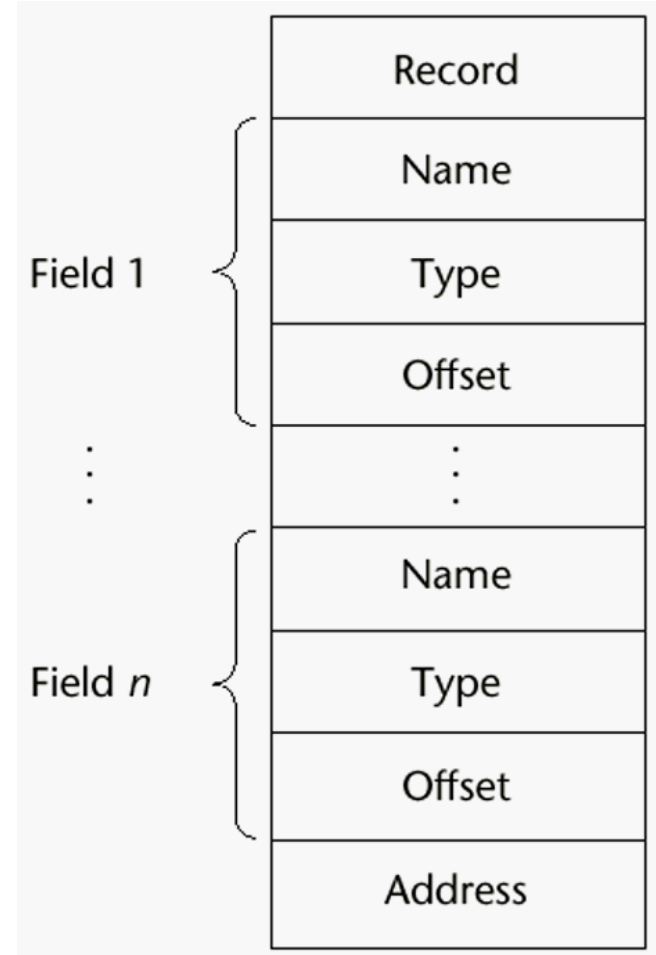 Record
Name
Field 1
Type
Offset
⋮ ⋮
Name
Field n
Type
Offset
Address